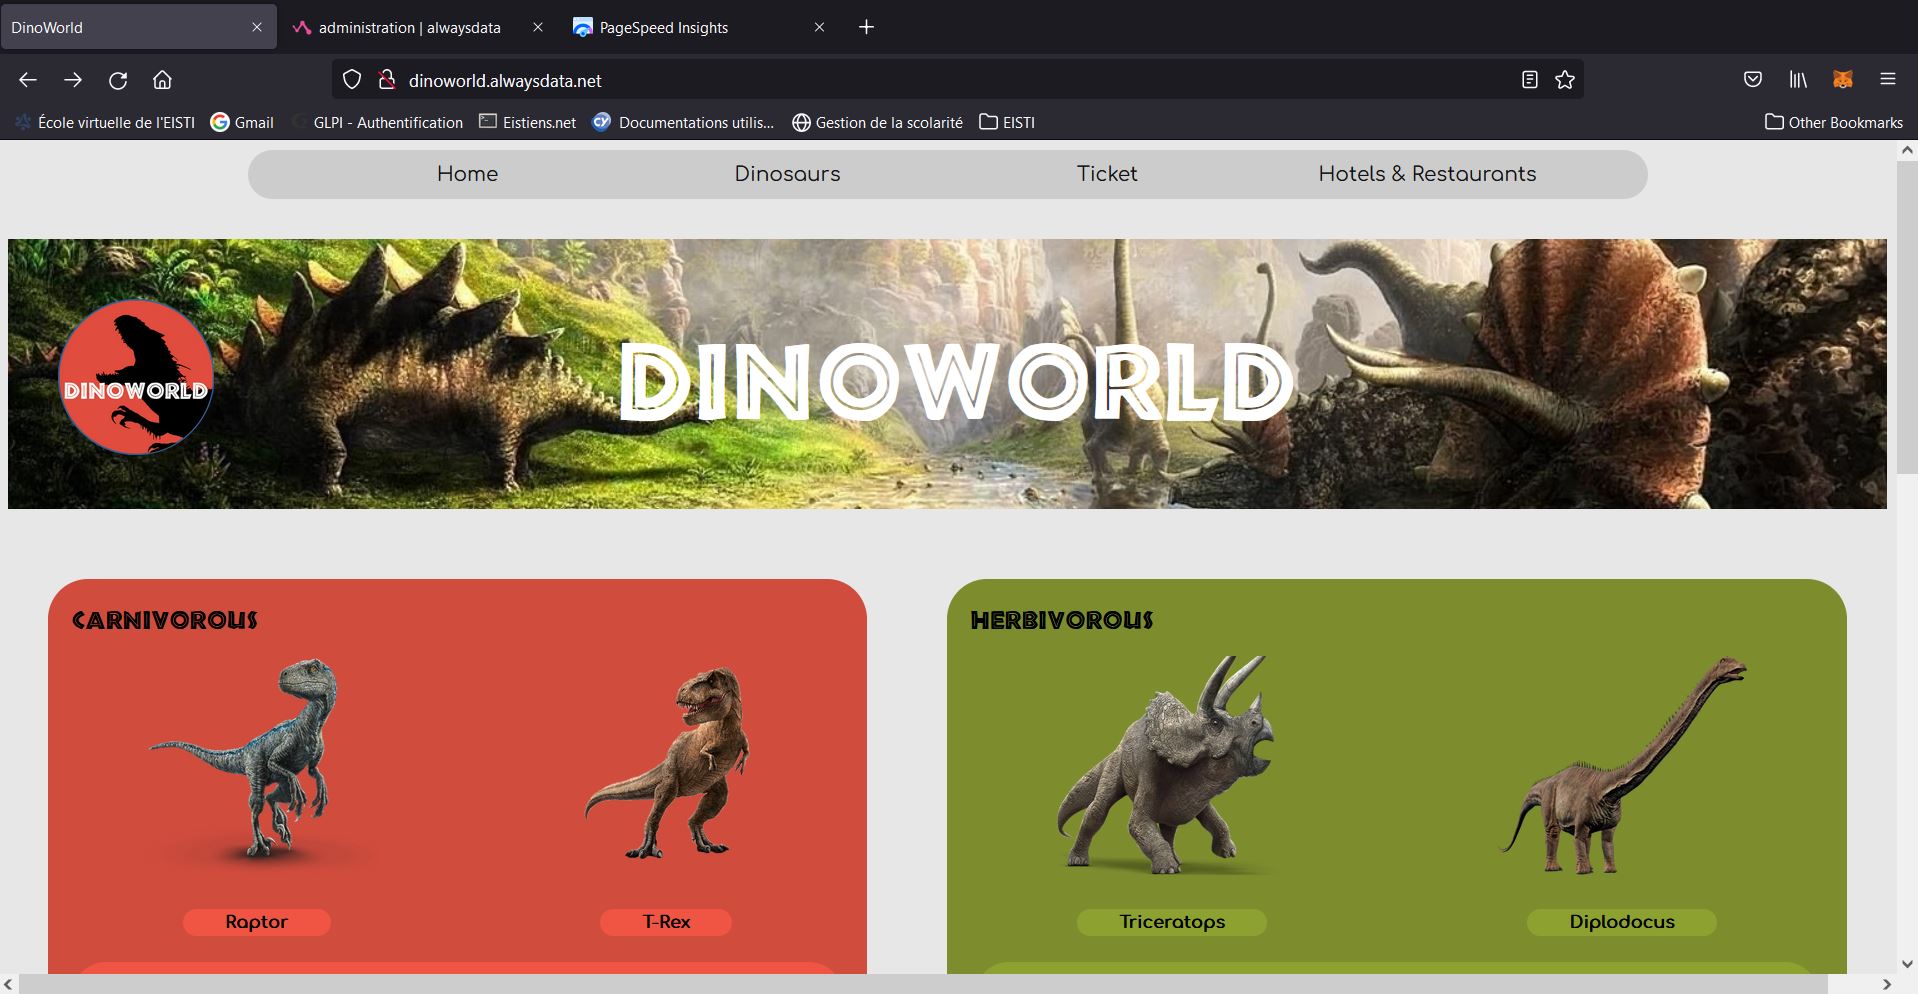 DinoWorld
administration | alwaysdata
PageSpeed Insights
dinoworld.alwaysdata.net
École virtuelle de l'EISTI
Gmail
GLPI - Authentification
Eistiens.net
Documentations utilis...
Gestion de la scolarité
EISTI
Other Bookmarks
Home
Dinosaurs
Ticket
Hotels & Restaurants
DINOWORLD
DINOWORLD
CARNIVOROUS
HERBIVOROUS
Raptor
T-Rex
Triceratops
Diplodocus